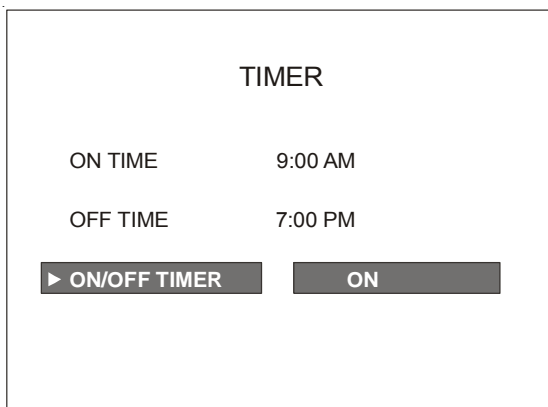 TIMER
ON TIME 9:00 AM
OFF TIME 7:00 PM
► ON/OFF TIMER ON